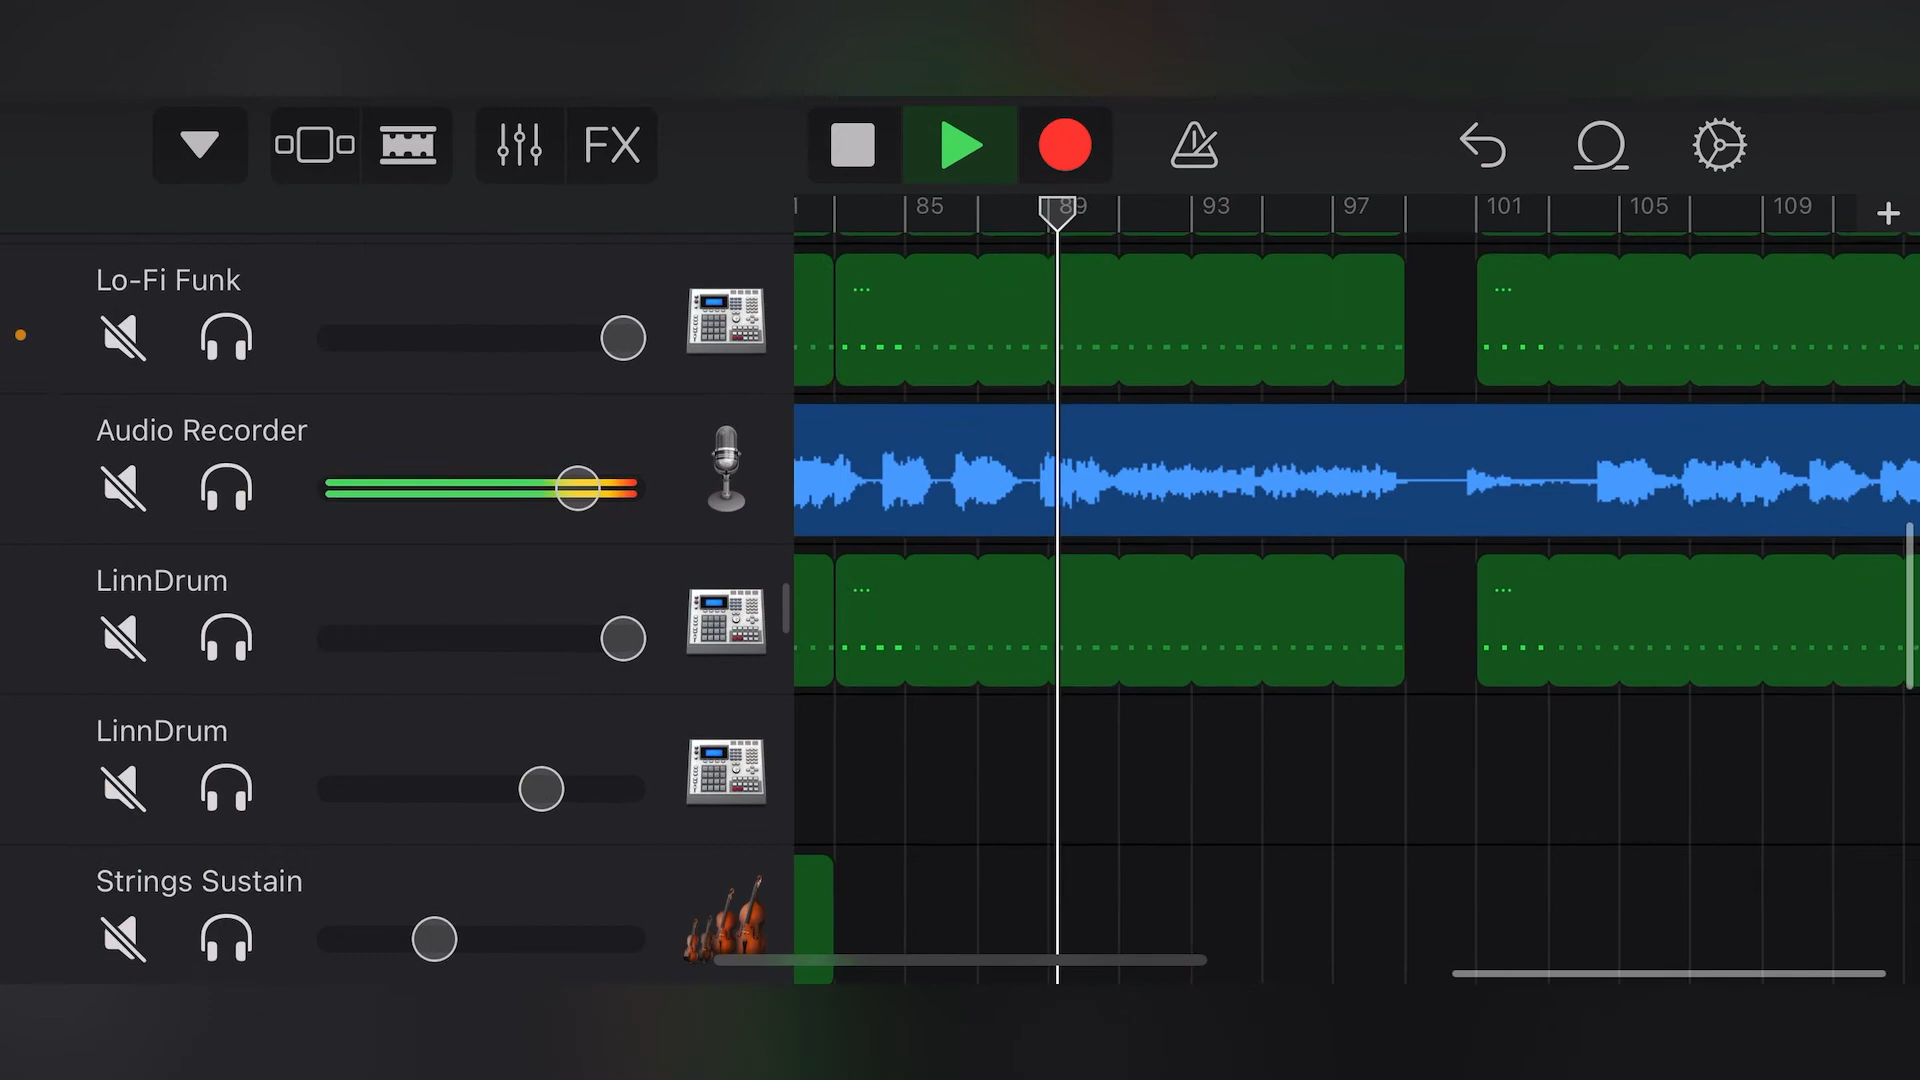 FX
85 89 93 97 101 105 109
Lo-Fi Funk
Audio Recorder
LinnDrum
LinnDrum
Strings Sustain